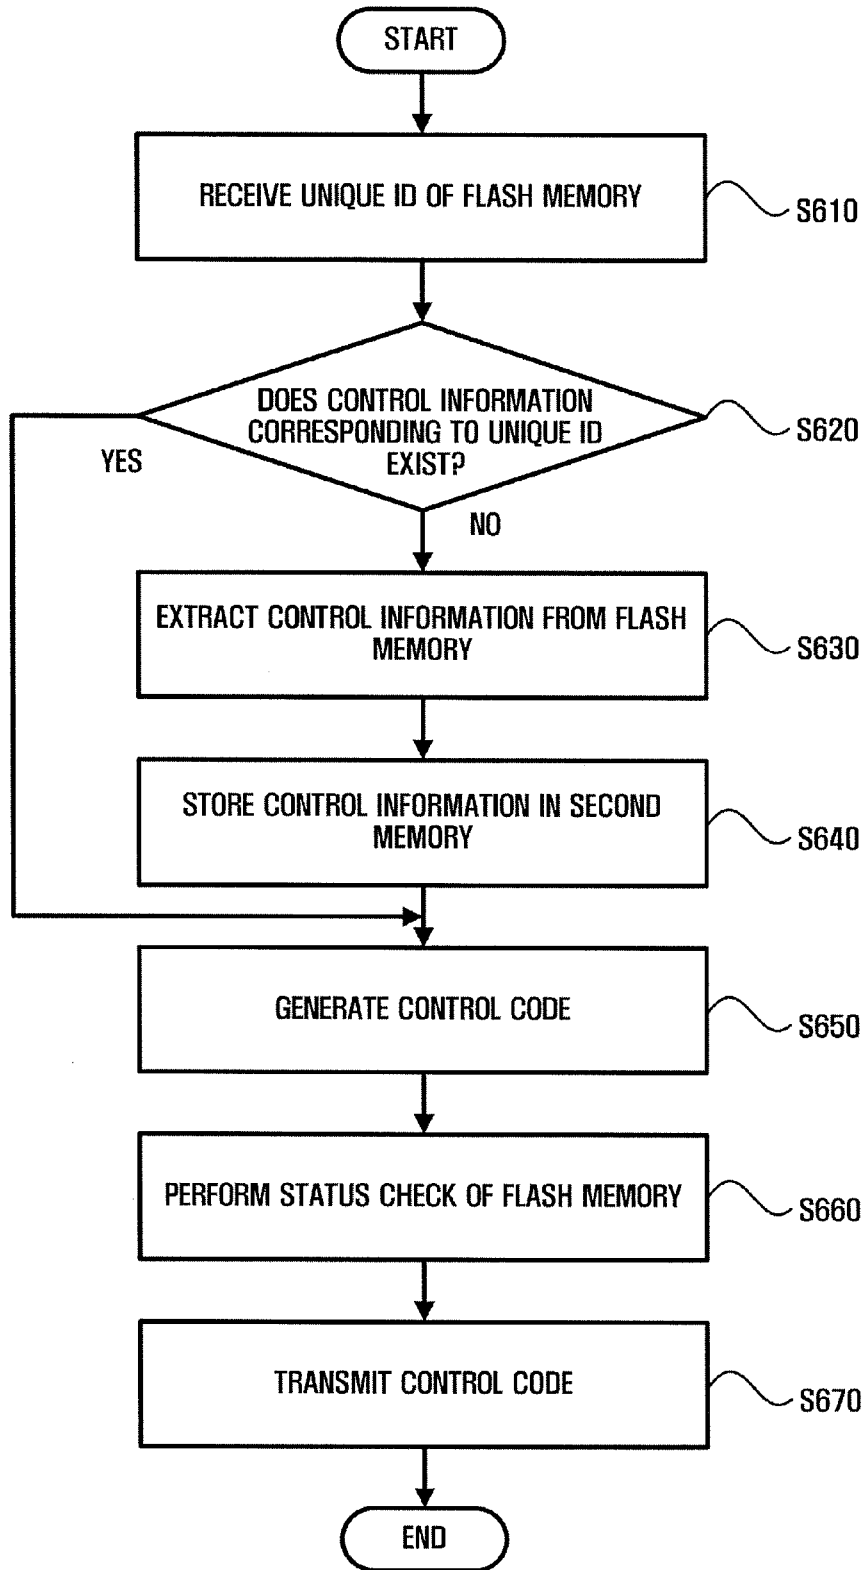 START
RECEIVE UNIQUE ID OF FLASH MEMORY
S610
DOES CONTROL INFORMATION
CORRESPONDING TO UNIQUE ID
EXIST?
S620
YES
NO
EXTRACT CONTROL INFORMATION FROM FLASH
MEMORY
S630
STORE CONTROL INFORMATION IN SECOND
MEMORY
S640
GENERATE CONTROL CODE
S650
PERFORM STATUS CHECK OF FLASH MEMORY
S660
TRANSMIT CONTROL CODE
S670
END